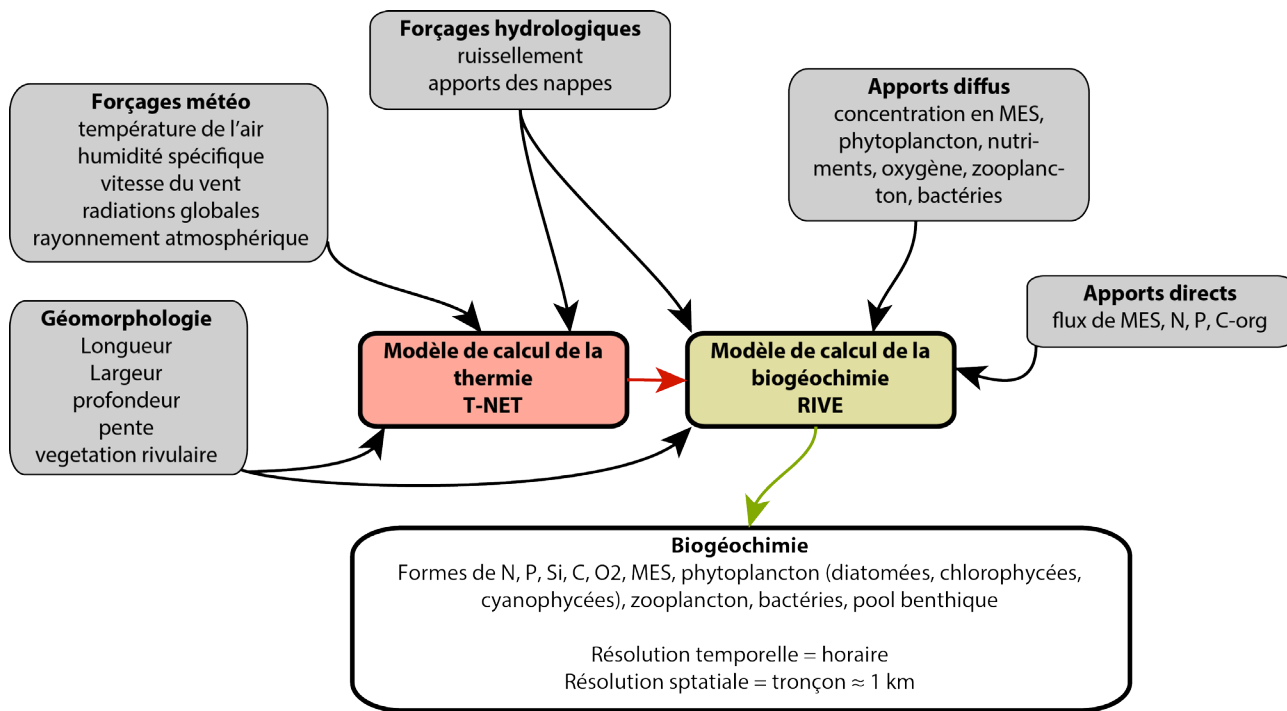 Forçages hydrologiques
ruissellement
apports des nappes
Forçages météo
température de l’air
humidité spécifique
vitesse du vent
radiations globales
rayonnement atmosphérique
Apports diffus
concentration en MES,
phytoplancton, nutri-
ments, oxygène, zooplanc-
ton, bactéries
Apports directs
flux de MES, N, P, C-org
Géomorphologie
Longueur
Largeur
profondeur
pente
vegetation rivulaire
Modèle de calcul de la
thermie
T-NET
Modèle de calcul de la
biogéochimie
RIVE
Biogéochimie
Formes de N, P, Si, C, O2, MES, phytoplancton (diatomées, chlorophycées,
cyanophycées), zooplancton, bactéries, pool benthique
Résolution temporelle = horaire
Résolution sptatiale = tronçon ≈ 1 km